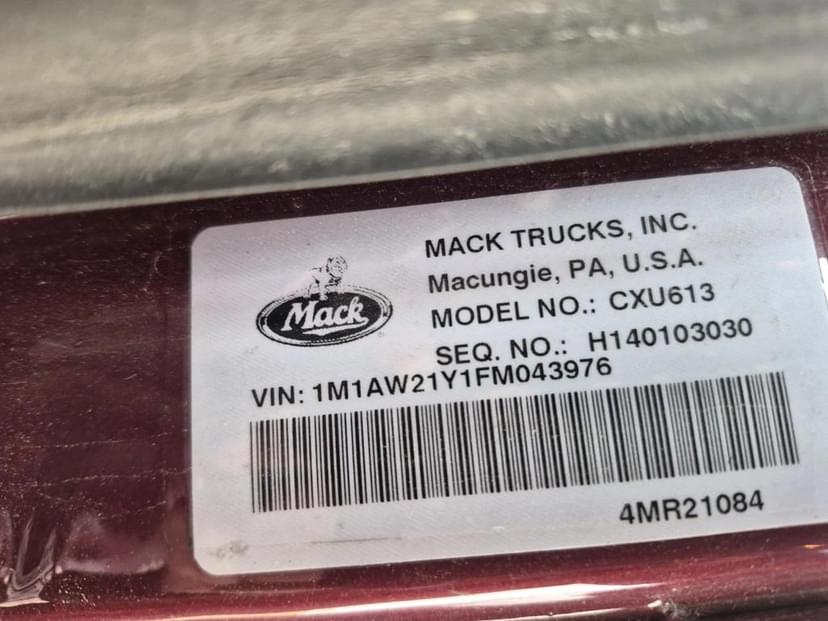 Mack
MACK TRUCKS, INC.
Macungie, PA, U.S.A.
MODEL NO.: CXU613
SEQ. NO.: H140103030
VIN: 1M1AW21Y1FM043976
4MR21084